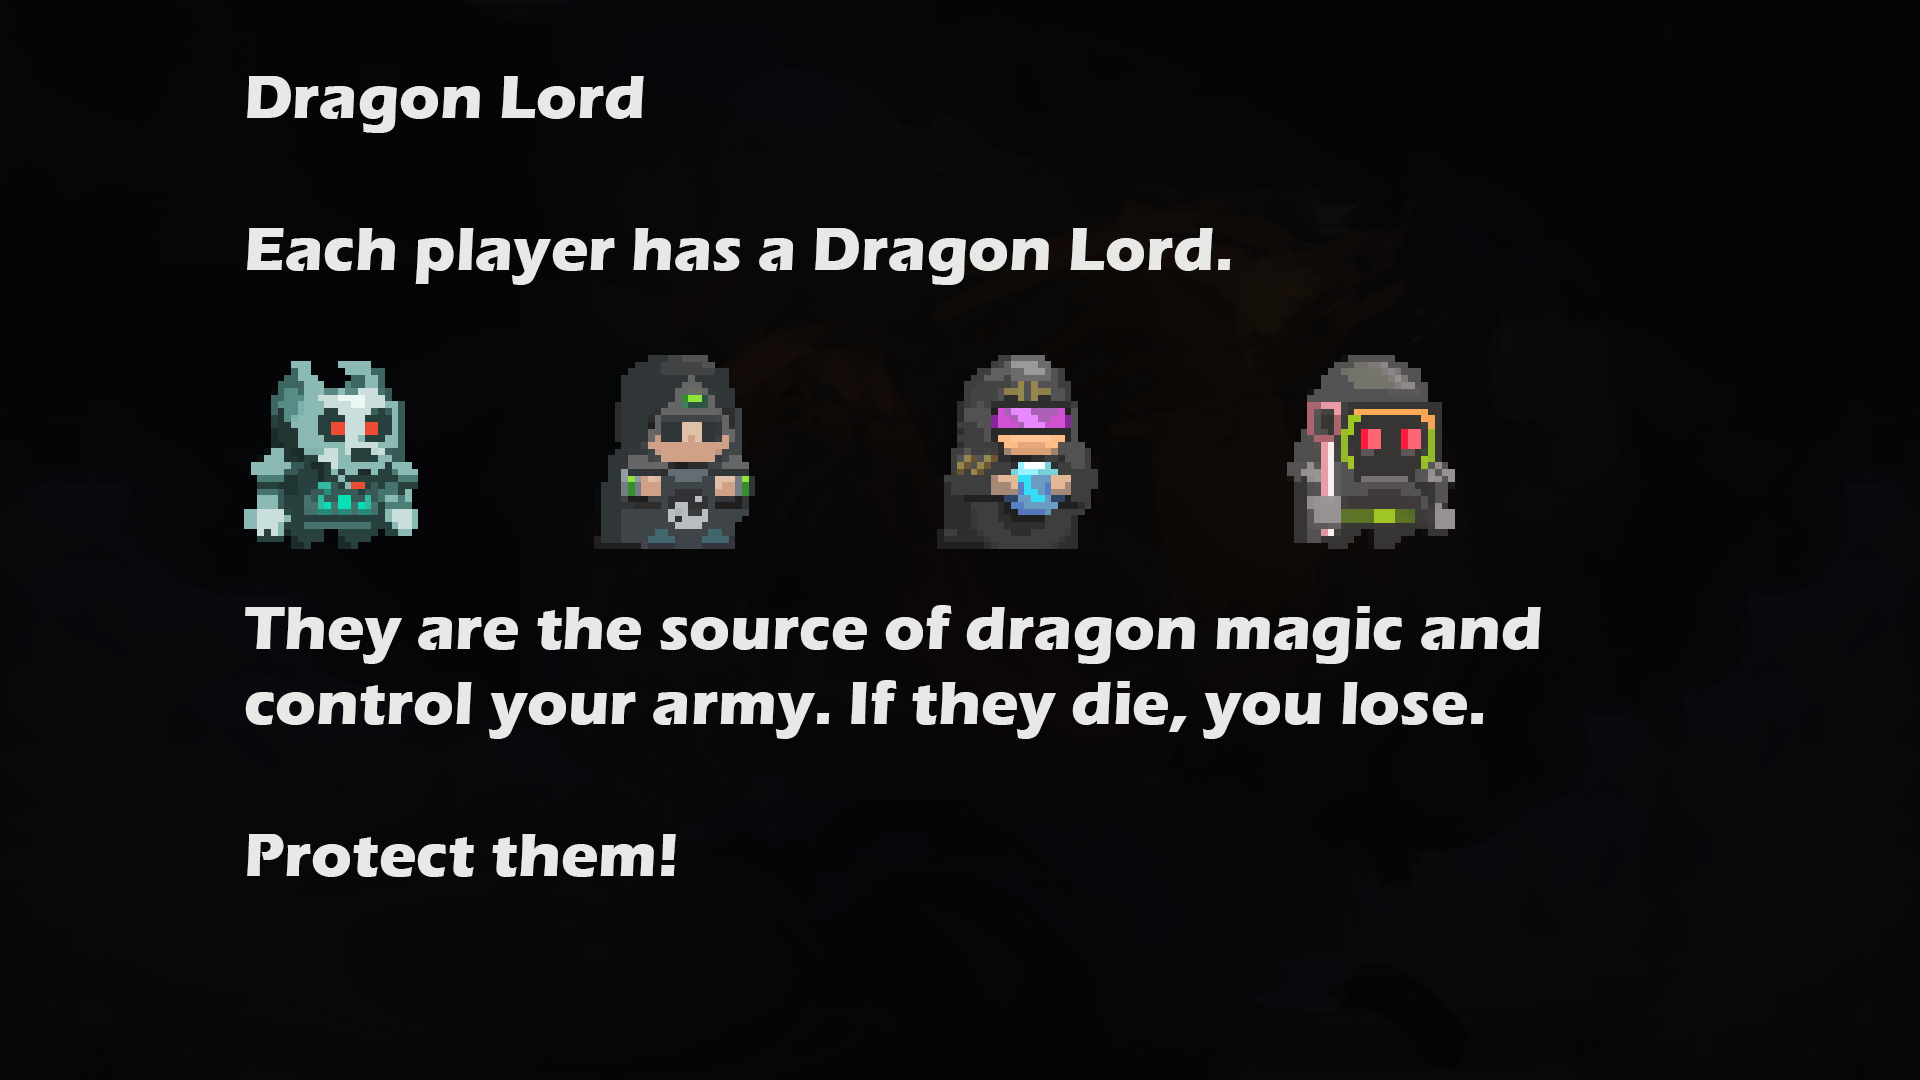 Dragon Lord
Each player has a Dragon Lord.
They are the source of dragon magic and
control your army. If they die, you lose.
Protect them!